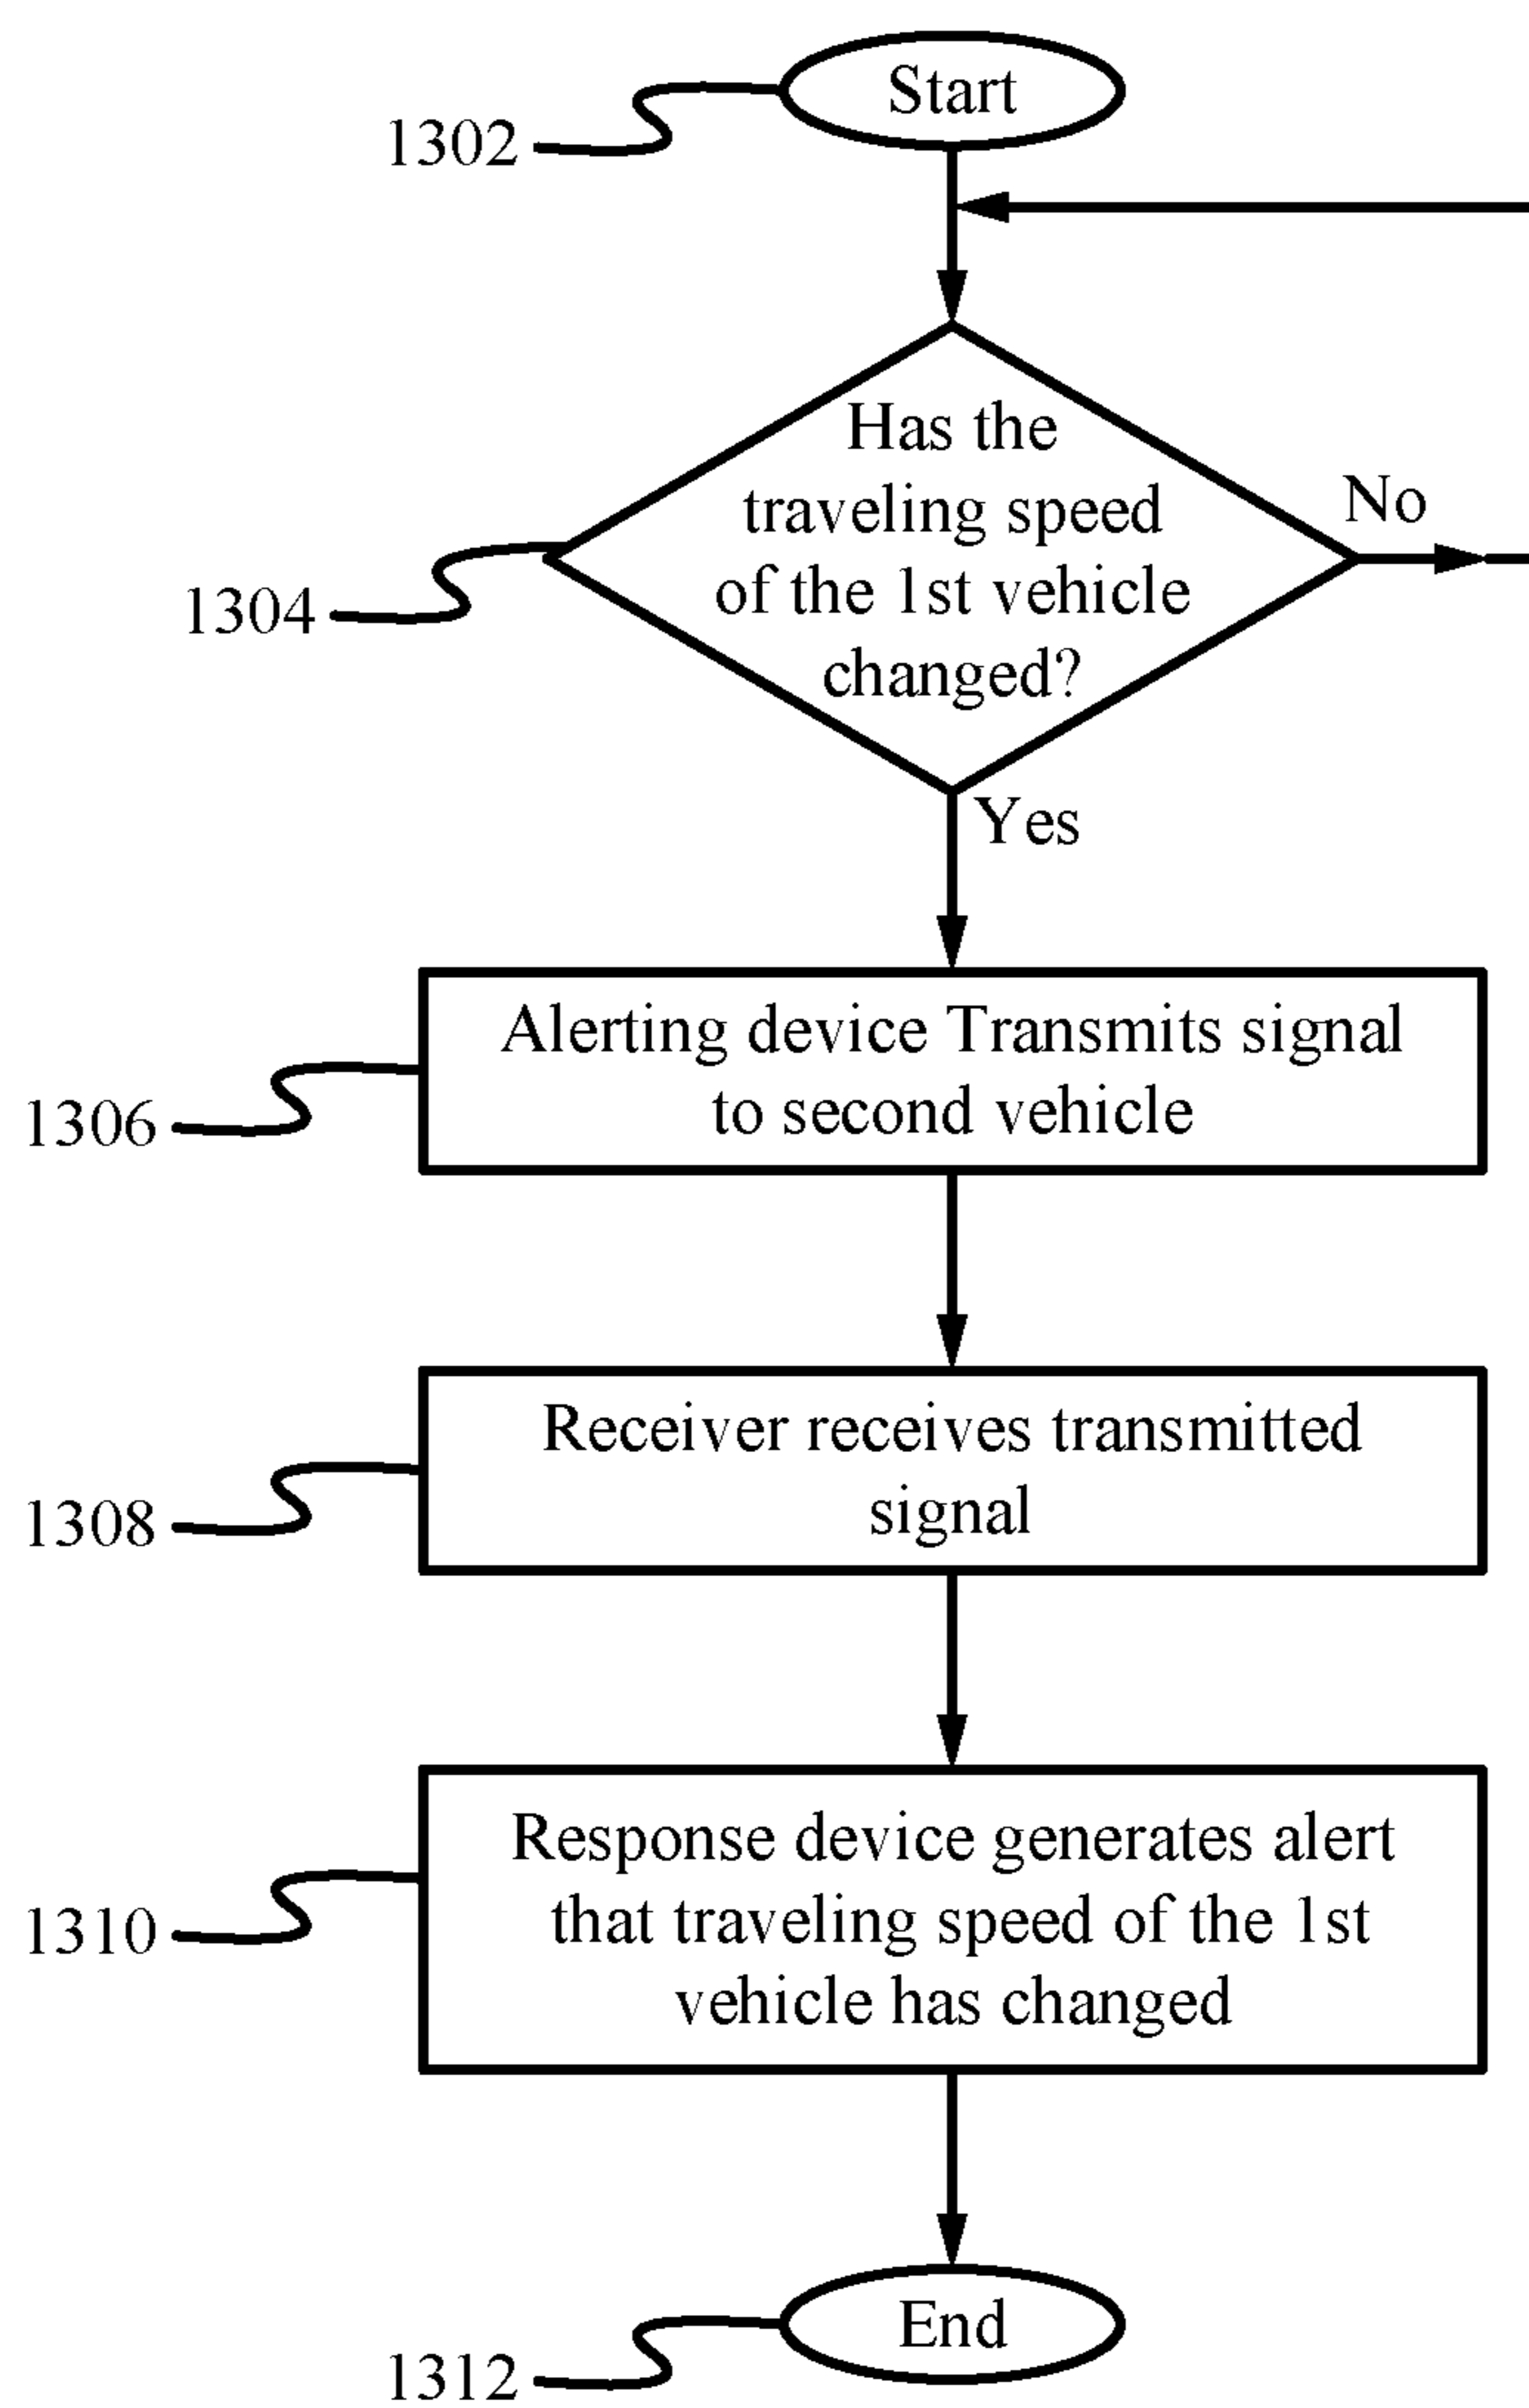 Start
1302
Has the
traveling speed
of the 1st vehicle
changed?
No
1304
Yes
Alerting device Transmits signal
to second vehicle
1306
Receiver receives transmitted
signal
1308
Response device generates alert
that traveling speed of the 1st
vehicle has changed
1310
End
1312